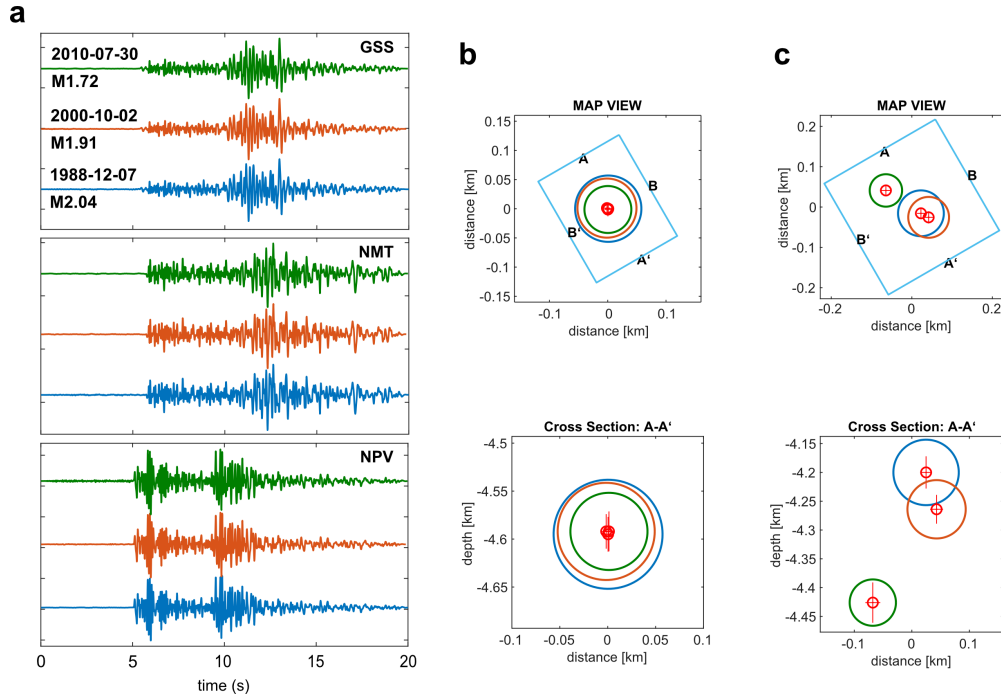 a
GSS
2010-07-30
M1.72
2000-10-02
M1.91
1988-12-07
M2.04
NMT
NPV
0
5
10
15
20
time (s)
b
MAP VIEW
0.15
0.1
0.05
0
-0.05
-0.1
-0.15
distance [km]
A
B
B'
A'
-0.1
0
0.1
distance [km]
Cross Section: A-A'
-4.5
-4.55
-4.6
-4.65
depth [km]
-0.1
-0.05
0
0.05
0.1
distance [km]
c
MAP VIEW
0.2
0.1
0
-0.1
-0.2
distance [km]
A
B
B'
A'
-0.2
0
0.2
distance [km]
Cross Section: A-A'
-4.15
-4.2
-4.25
-4.3
-4.35
-4.4
-4.45
depth [km]
-0.1
0
0.1
distance [km]